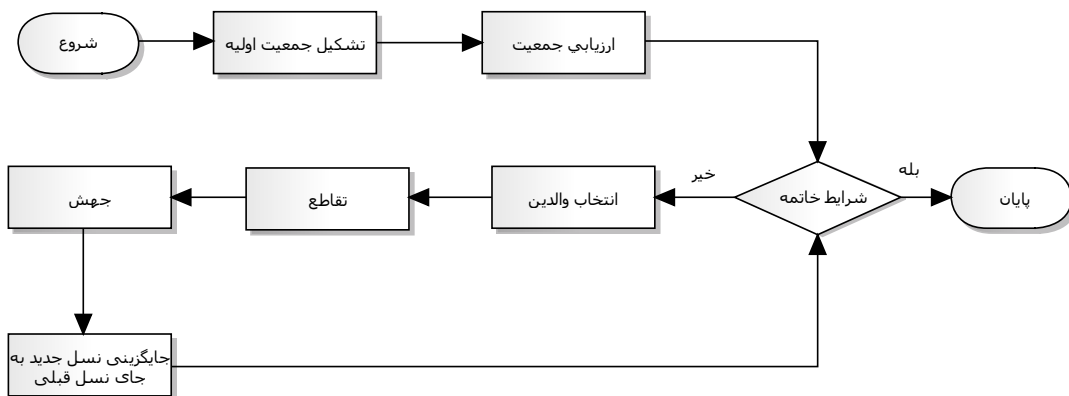 شروع
تشکیل جمعیت اولیه
ارزيابي جمعیت
شرایط خاتمه
بله
پایان
خیر
انتخاب والدین
تقاطع
جهش
جایگزینی نسل جدید به
جای نسل قبلی